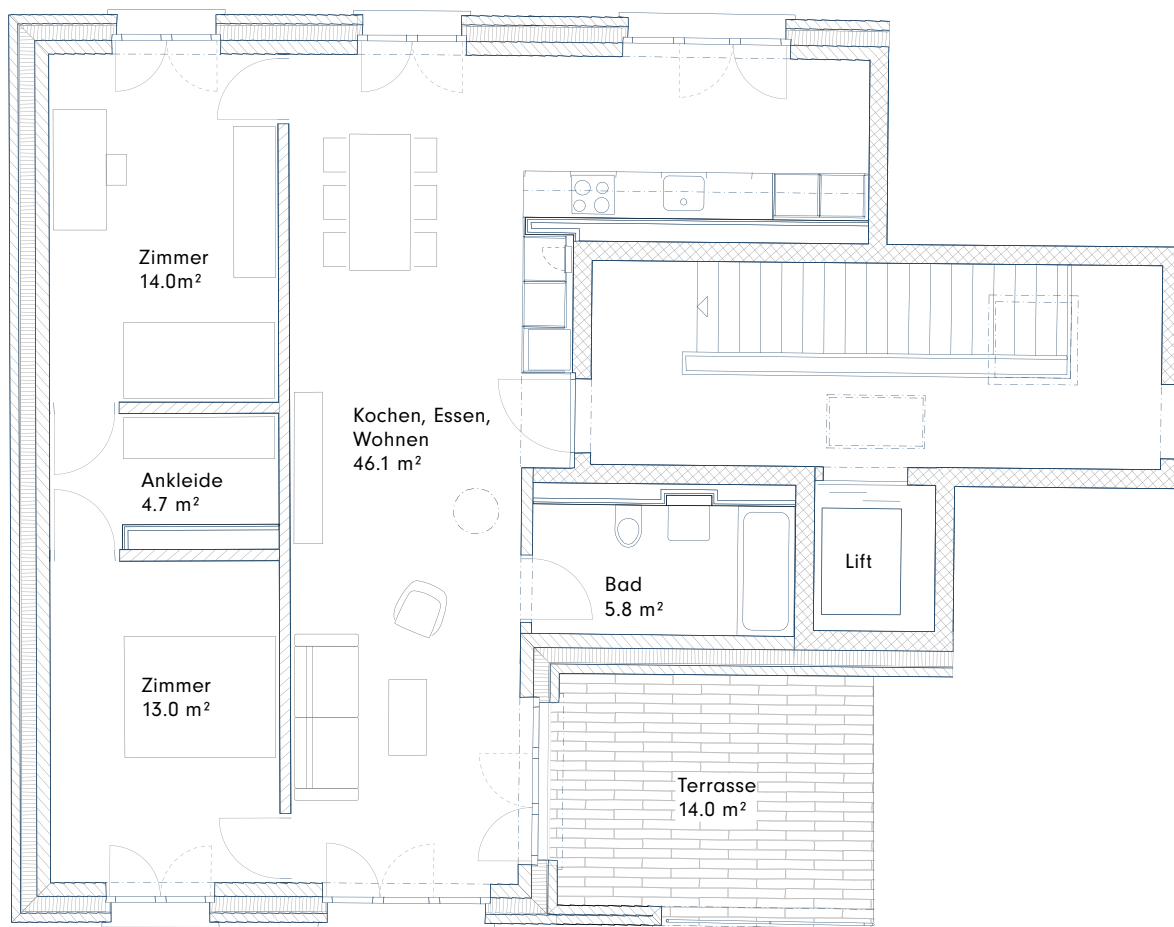 Zimmer
14.0m²
Kochen, Essen,
Wohnen
46.1 m²
Ankleide
4.7 m²
Bad
5.8 m²
Lift
Zimmer
13.0 m²
Terrasse
14.0 m²